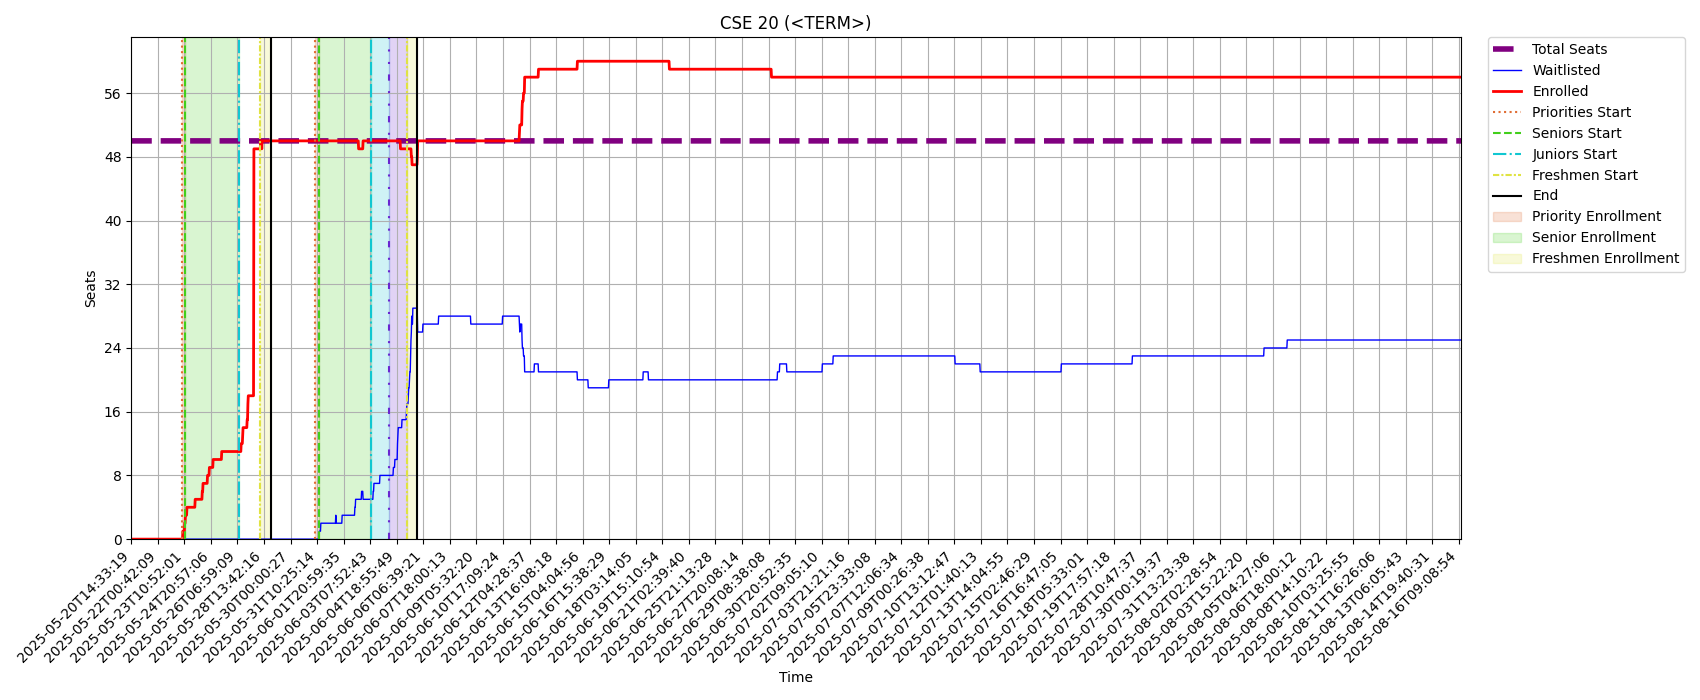 CSE 20 (<TERM>)
Total Seats
Waitlisted
Enrolled
Priorities Start
Seniors Start
Juniors Start
Freshmen Start
End
Priority Enrollment
Senior Enrollment
Freshmen Enrollment
Seats
56
48
40
32
24
16
8
0
2025-05-20T14:33:19
2025-05-22T00:42:09
2025-05-23T10:52:01
2025-05-24T20:57:06
2025-05-26T06:59:09
2025-05-28T13:42:16
2025-05-30T00:00:27
2025-05-31T10:25:14
2025-06-01T20:59:35
2025-06-03T07:52:43
2025-06-04T18:55:49
2025-06-06T06:39:21
2025-06-07T18:00:13
2025-06-09T05:32:20
2025-06-10T17:09:24
2025-06-12T04:28:37
2025-06-13T16:08:18
2025-06-15T04:04:56
2025-06-16T15:38:29
2025-06-18T03:14:05
2025-06-19T15:10:54
2025-06-21T02:39:40
2025-06-25T21:13:28
2025-06-27T20:08:14
2025-06-29T08:38:08
2025-06-30T20:52:35
2025-07-02T09:05:10
2025-07-03T21:21:16
2025-07-05T23:33:08
2025-07-07T12:06:34
2025-07-09T00:26:38
2025-07-10T13:12:47
2025-07-12T01:40:13
2025-07-13T14:04:55
2025-07-15T02:46:29
2025-07-16T16:47:05
2025-07-18T05:33:01
2025-07-19T17:57:18
2025-07-28T10:47:37
2025-07-30T00:19:37
2025-07-31T13:23:38
2025-08-02T02:28:54
2025-08-03T15:22:20
2025-08-05T04:27:06
2025-08-06T18:00:12
2025-08-08T14:10:22
2025-08-10T03:25:55
2025-08-11T16:26:06
2025-08-13T06:05:43
2025-08-14T19:40:31
2025-08-16T09:08:54
Time